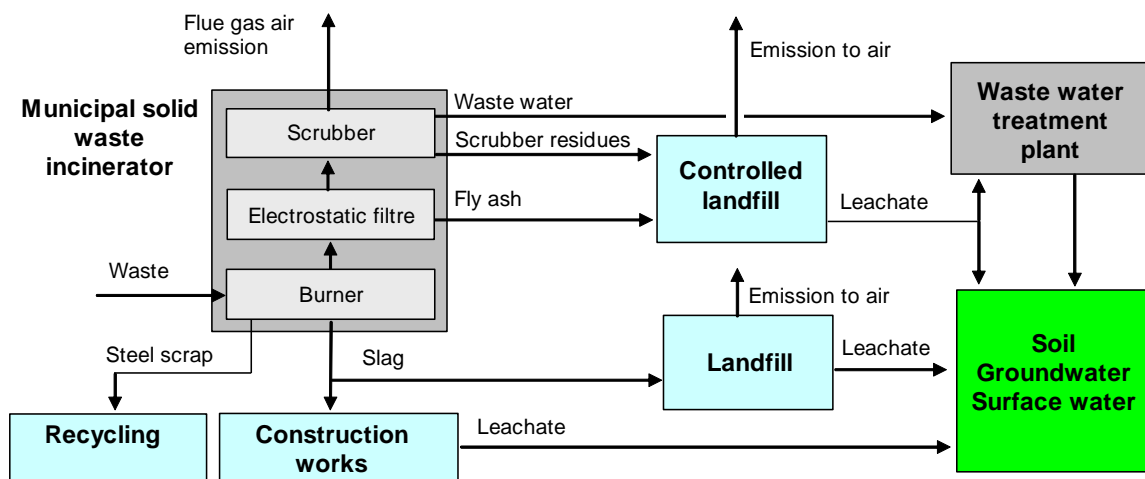 Flue gas air
emission
Emission to air
Municipal solid
waste
incinerator
Scrubber
Waste water
Scrubber residues
Waste water
treatment
plant
Controlled
landfill
Electrostatic filtre
Fly ash
Leachate
Waste
Burner
Emission to air
Steel scrap
Slag
Landfill
Leachate
Soil
Groundwater
Surface water
Recycling
Construction
works
Leachate